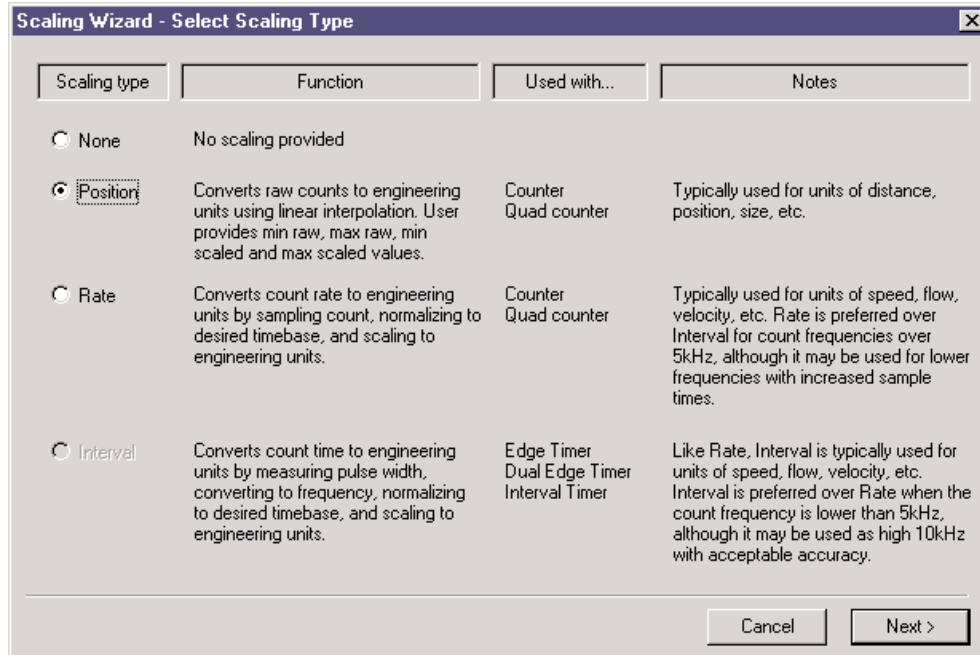 Scaling Wizard - Select Scaling Type
Scaling type
Function
Used with...
Notes
None
No scaling provided
Position
Converts raw counts to engineering
units using linear interpolation. User
provides min raw, max raw, min
scaled and max scaled values.
Counter
Quad counter
Typically used for units of distance,
position, size, etc.
Rate
Converts count rate to engineering
units by sampling count, normalizing to
desired timebase, and scaling to
engineering units.
Counter
Quad counter
Typically used for units of speed, flow,
velocity, etc. Rate is preferred over
Interval for count frequencies over
5kHz, although it may be used for lower
frequencies with increased sample
times.
Interval
Converts count time to engineering
units by measuring pulse width,
converting to frequency, normalizing
to desired timebase, and scaling to
engineering units.
Edge Timer
Dual Edge Timer
Interval Timer
Like Rate, Interval is typically used for
units of speed, flow, velocity, etc.
Interval is preferred over Rate when the
count frequency is lower than 5kHz,
although it may be used as high 10kHz
with acceptable accuracy.
Cancel
Next >